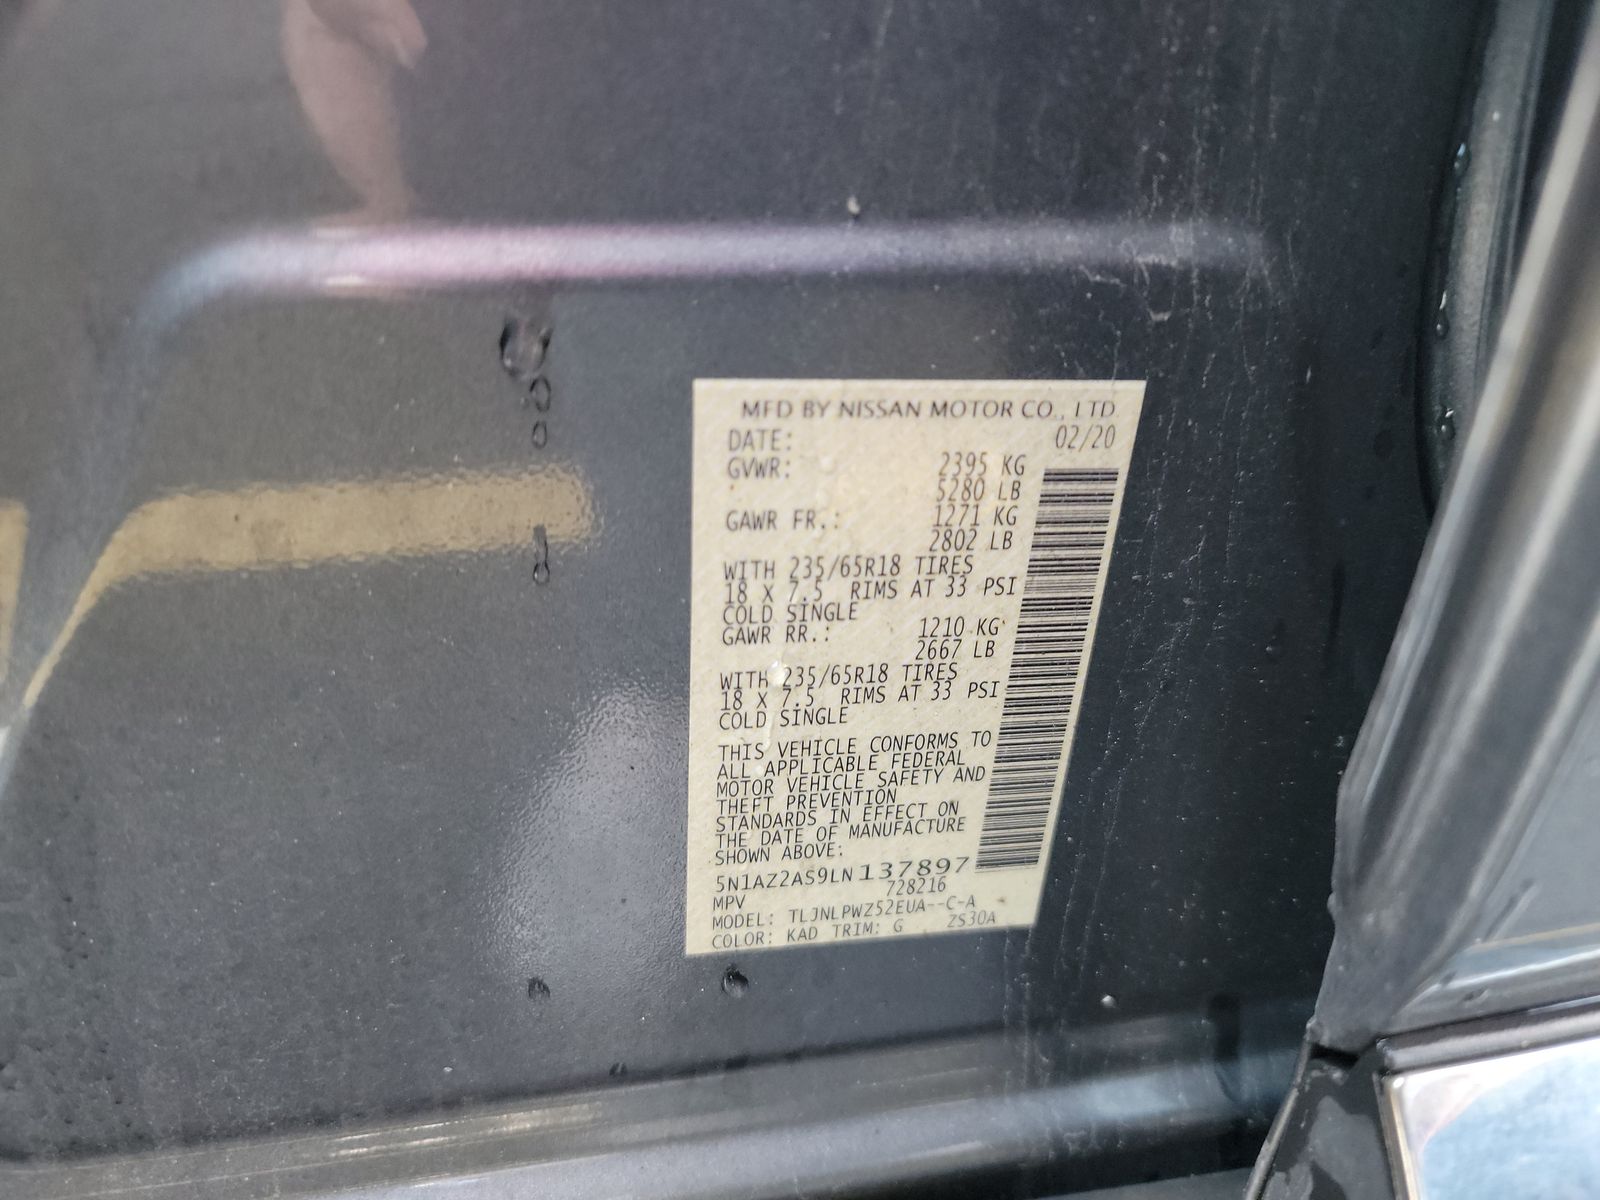 MFD BY NISSAN MOTOR CO., LTD.
DATE: 02/20
GVWR: 2395 KG
5280 LB
GAWR FR.: 1271 KG
2802 LB
WITH 235/65R18 TIRES
18 X 7.5 RIMS AT 33 PSI
COLD SINGLE
GAWR RR.: 1210 KG
2667 LB
WITH 235/65R18 TIRES
18 X 7.5 RIMS AT 33 PSI
COLD SINGLE
THIS VEHICLE CONFORMS TO
ALL APPLICABLE FEDERAL
MOTOR VEHICLE SAFETY AND
THEFT PREVENTION
STANDARDS IN EFFECT ON
THE DATE OF MANUFACTURE
SHOWN ABOVE:
5N1AZ2AS9LN137897
MPV 728216
MODEL: TLJNLPWZ52EUA--C-A
COLOR: KAD TRIM: G ZS30A